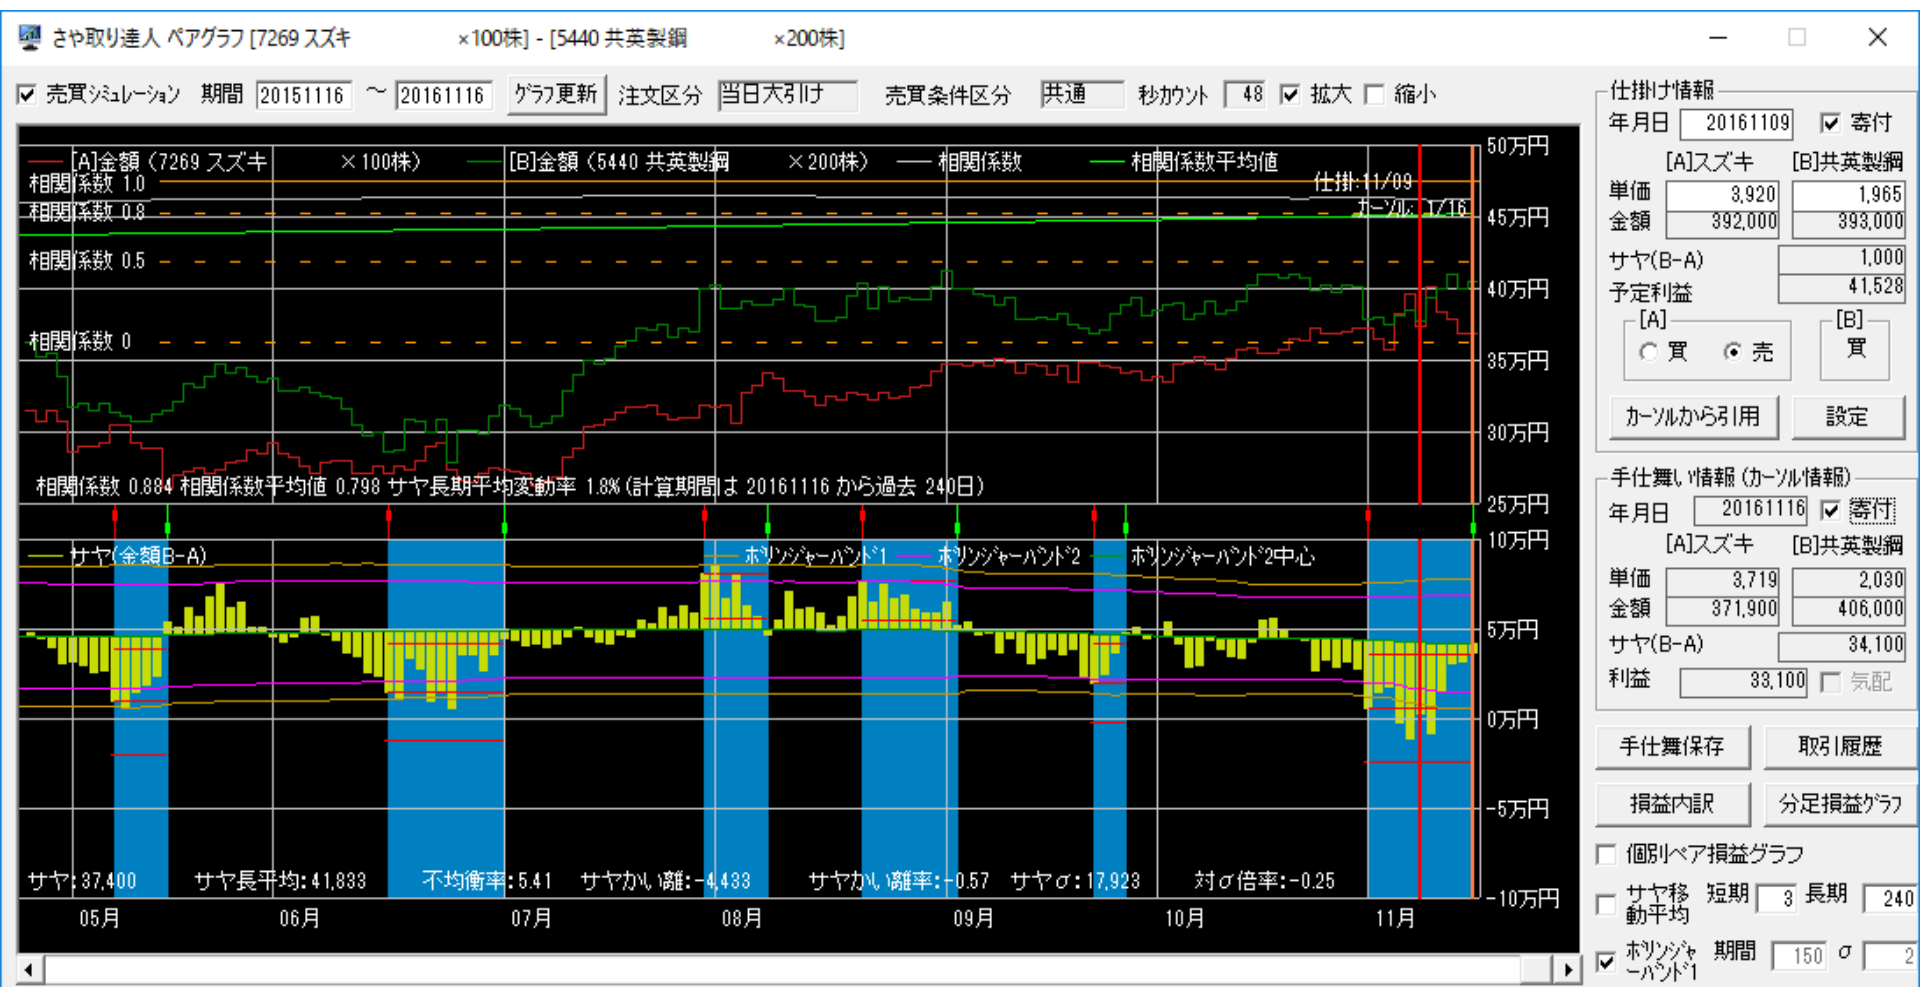 さや取り達人 ペアグラフ [7269 スズキ ×100株] - [5440 共英製鋼 ×200株]
売買ｼﾐｭﾚｰｼｮﾝ 期間 20151116 ～ 20161116 ｸﾞﾗﾌ更新 注文区分 当日大引け 売買条件区分 共通 秒ｶｳﾝﾄ 48 拡大 縮小
[A]金額（7269 スズキ ×100株） [B]金額（5440 共英製鋼 ×200株） 相関係数 相関係数平均値
相関係数 1.0
仕掛:11/09
相関係数 0.8
50万円
45万円
相関係数 0.5
40万円
相関係数 0
35万円
30万円
相関係数 0.884 相関係数平均値 0.798 サヤ長期平均変動率 1.8% (計算期間は 20161116 から過去 240日)
25万円
サヤ(金額B-A) ﾎﾞﾘﾝｼﾞｬｰﾊﾞﾝﾄﾞ1 ﾎﾞﾘﾝｼﾞｬｰﾊﾞﾝﾄﾞ2 ﾎﾞﾘﾝｼﾞｬｰﾊﾞﾝﾄﾞ2中心
10万円
5万円
0万円
-5万円
サヤ:37,400 サヤ長平均:41,833 不均衡率:5.41 サヤかい離:-4,433 サヤかい離率:-0.57 サヤσ:17,923 対σ倍率:-0.25
-10万円
05月 06月 07月 08月 09月 10月 11月
仕掛け情報
年月日 20161109 寄付
[A]スズキ [B]共英製鋼
単価 3,920 1,965
金額 392,000 393,000
サヤ(B-A) 1,000
予定利益 41,528
[A] [B]
買 売 買
ｶｰｿﾙから引用 設定
手仕舞い情報 (ｶｰｿﾙ情報)
年月日 20161116 寄付
[A]スズキ [B]共英製鋼
単価 3,719 2,030
金額 371,900 406,000
サヤ(B-A) 34,100
利益 33,100 気配
手仕舞保存 取引履歴
損益内訳 分足損益ｸﾞﾗﾌ
個別ペア損益グラフ
サヤ移動平均 短期 3 長期 240
ﾎﾞﾘﾝｼﾞｬｰﾊﾞﾝﾄﾞ1 期間 150 σ 2